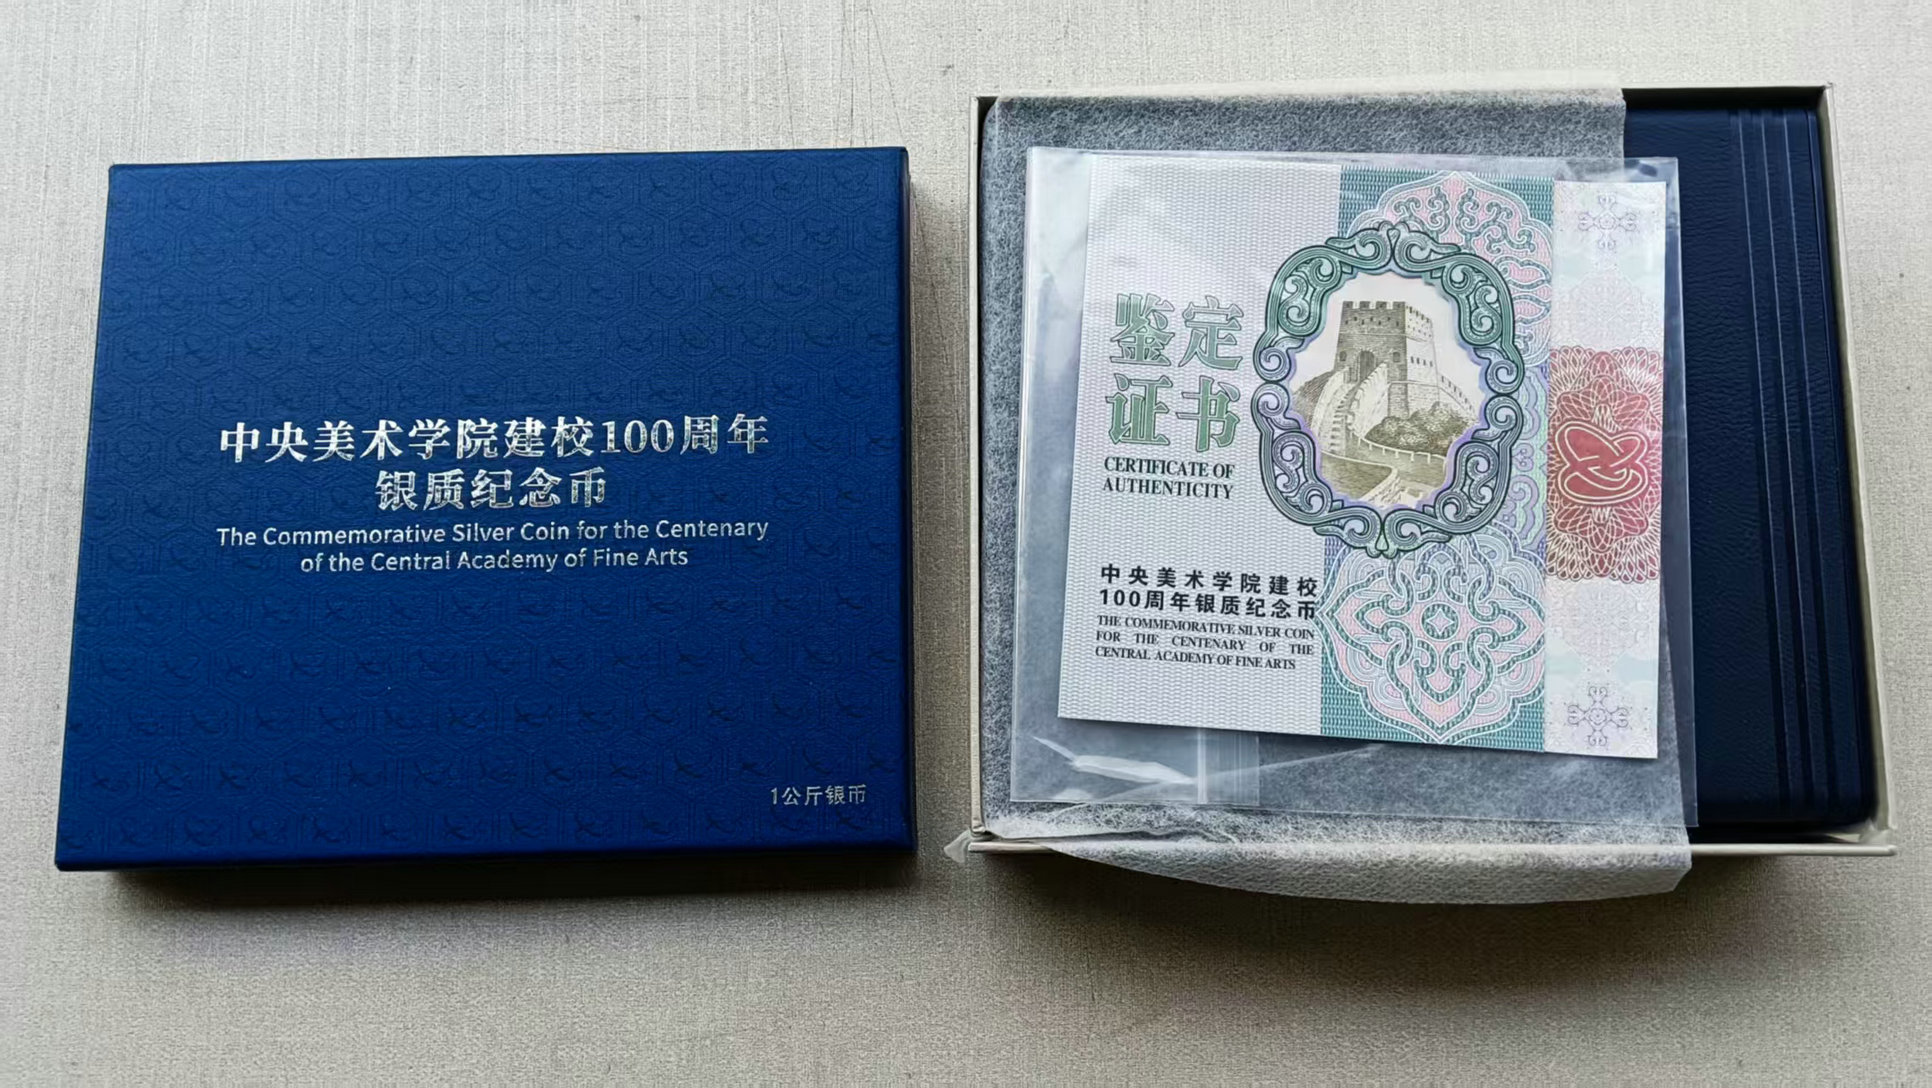 中央美术学院建校100周年
银质纪念币
The Commemorative Silver Coin for the Centenary
of the Central Academy of Fine Arts
1公斤银币
鉴定
证书
CERTIFICATE OF
AUTHENTICITY
中央美术学院建校
100周年银质纪念币
THE COMMEMORATIVE SILVER COIN
FOR THE CENTENARY OF THE
CENTRAL ACADEMY OF FINE ARTS